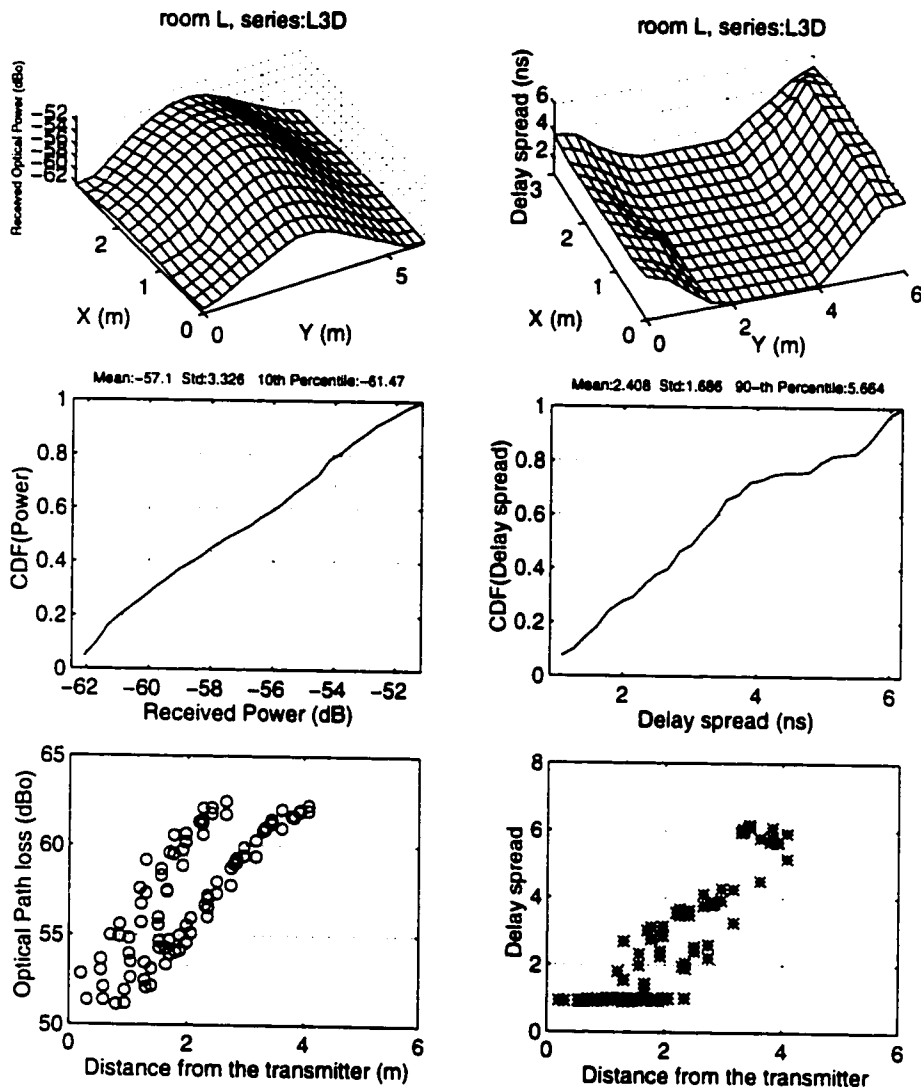 room L, series:L3D
Received Optical Power (dBo)
-52
-54
-56
-58
-60
-62
2
1
0
X (m)
0
5
Y (m)
room L, series:L3D
Delay spread (ns)
6
4
2
3
2
1
0
X (m)
0
2
4
6
Y (m)
Mean:-57.1 Std:3.326 10th Percentile:-61.47
CDF(Power)
1
0.8
0.6
0.4
0.2
0
-62 -60 -58 -56 -54 -52
Received Power (dB)
Mean:2.408 Std:1.686 90-th Percentile:5.664
CDF(Delay spread)
1
0.8
0.6
0.4
0.2
0
2 4 6
Delay spread (ns)
Optical Path loss (dBo)
65
60
55
50
0 2 4 6
Distance from the transmitter (m)
Delay spread
8
6
4
2
0
0 2 4 6
Distance from the transmitter